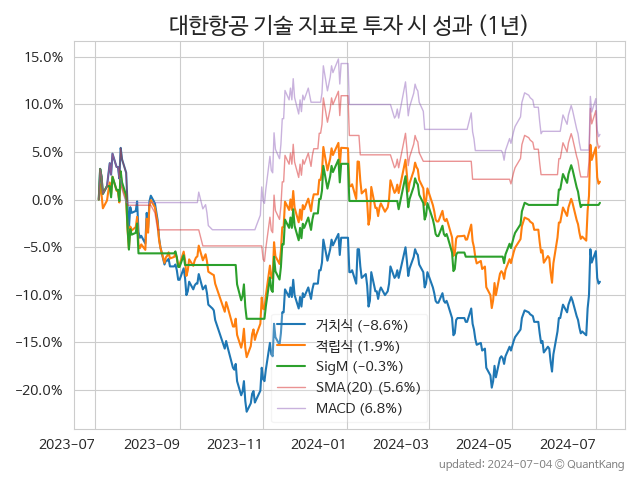 대한항공 기술 지표로 투자 시 성과 (1년)
15.0%
10.0%
5.0%
0.0%
−5.0%
−10.0%
−15.0%
−20.0%
거치식 (−8.6%)
적립식 (1.9%)
SigM (−0.3%)
SMA(20) (5.6%)
MACD (6.8%)
2023-07 2023-09 2023-11 2024-01 2024-03 2024-05 2024-07
updated: 2024-07-04 ⓒ QuantKang